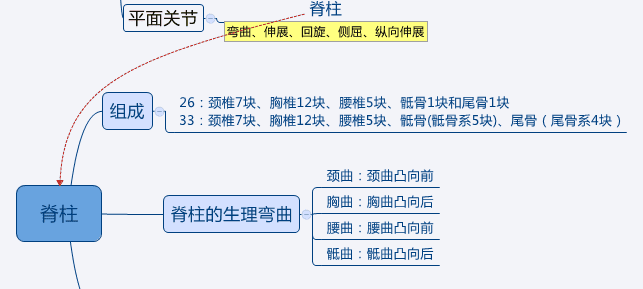 脊柱
平面关节
弯曲、伸展、回旋、侧屈、纵向伸展
组成
26：颈椎7块、胸椎12块、腰椎5块、骶骨1块和尾骨1块
33：颈椎7块、胸椎12块、腰椎5块、骶骨(骶骨系5块)、尾骨（尾骨系4块）
脊柱
脊柱的生理弯曲
颈曲：颈曲凸向前
胸曲：胸曲凸向后
腰曲：腰曲凸向前
骶曲：骶曲凸向后